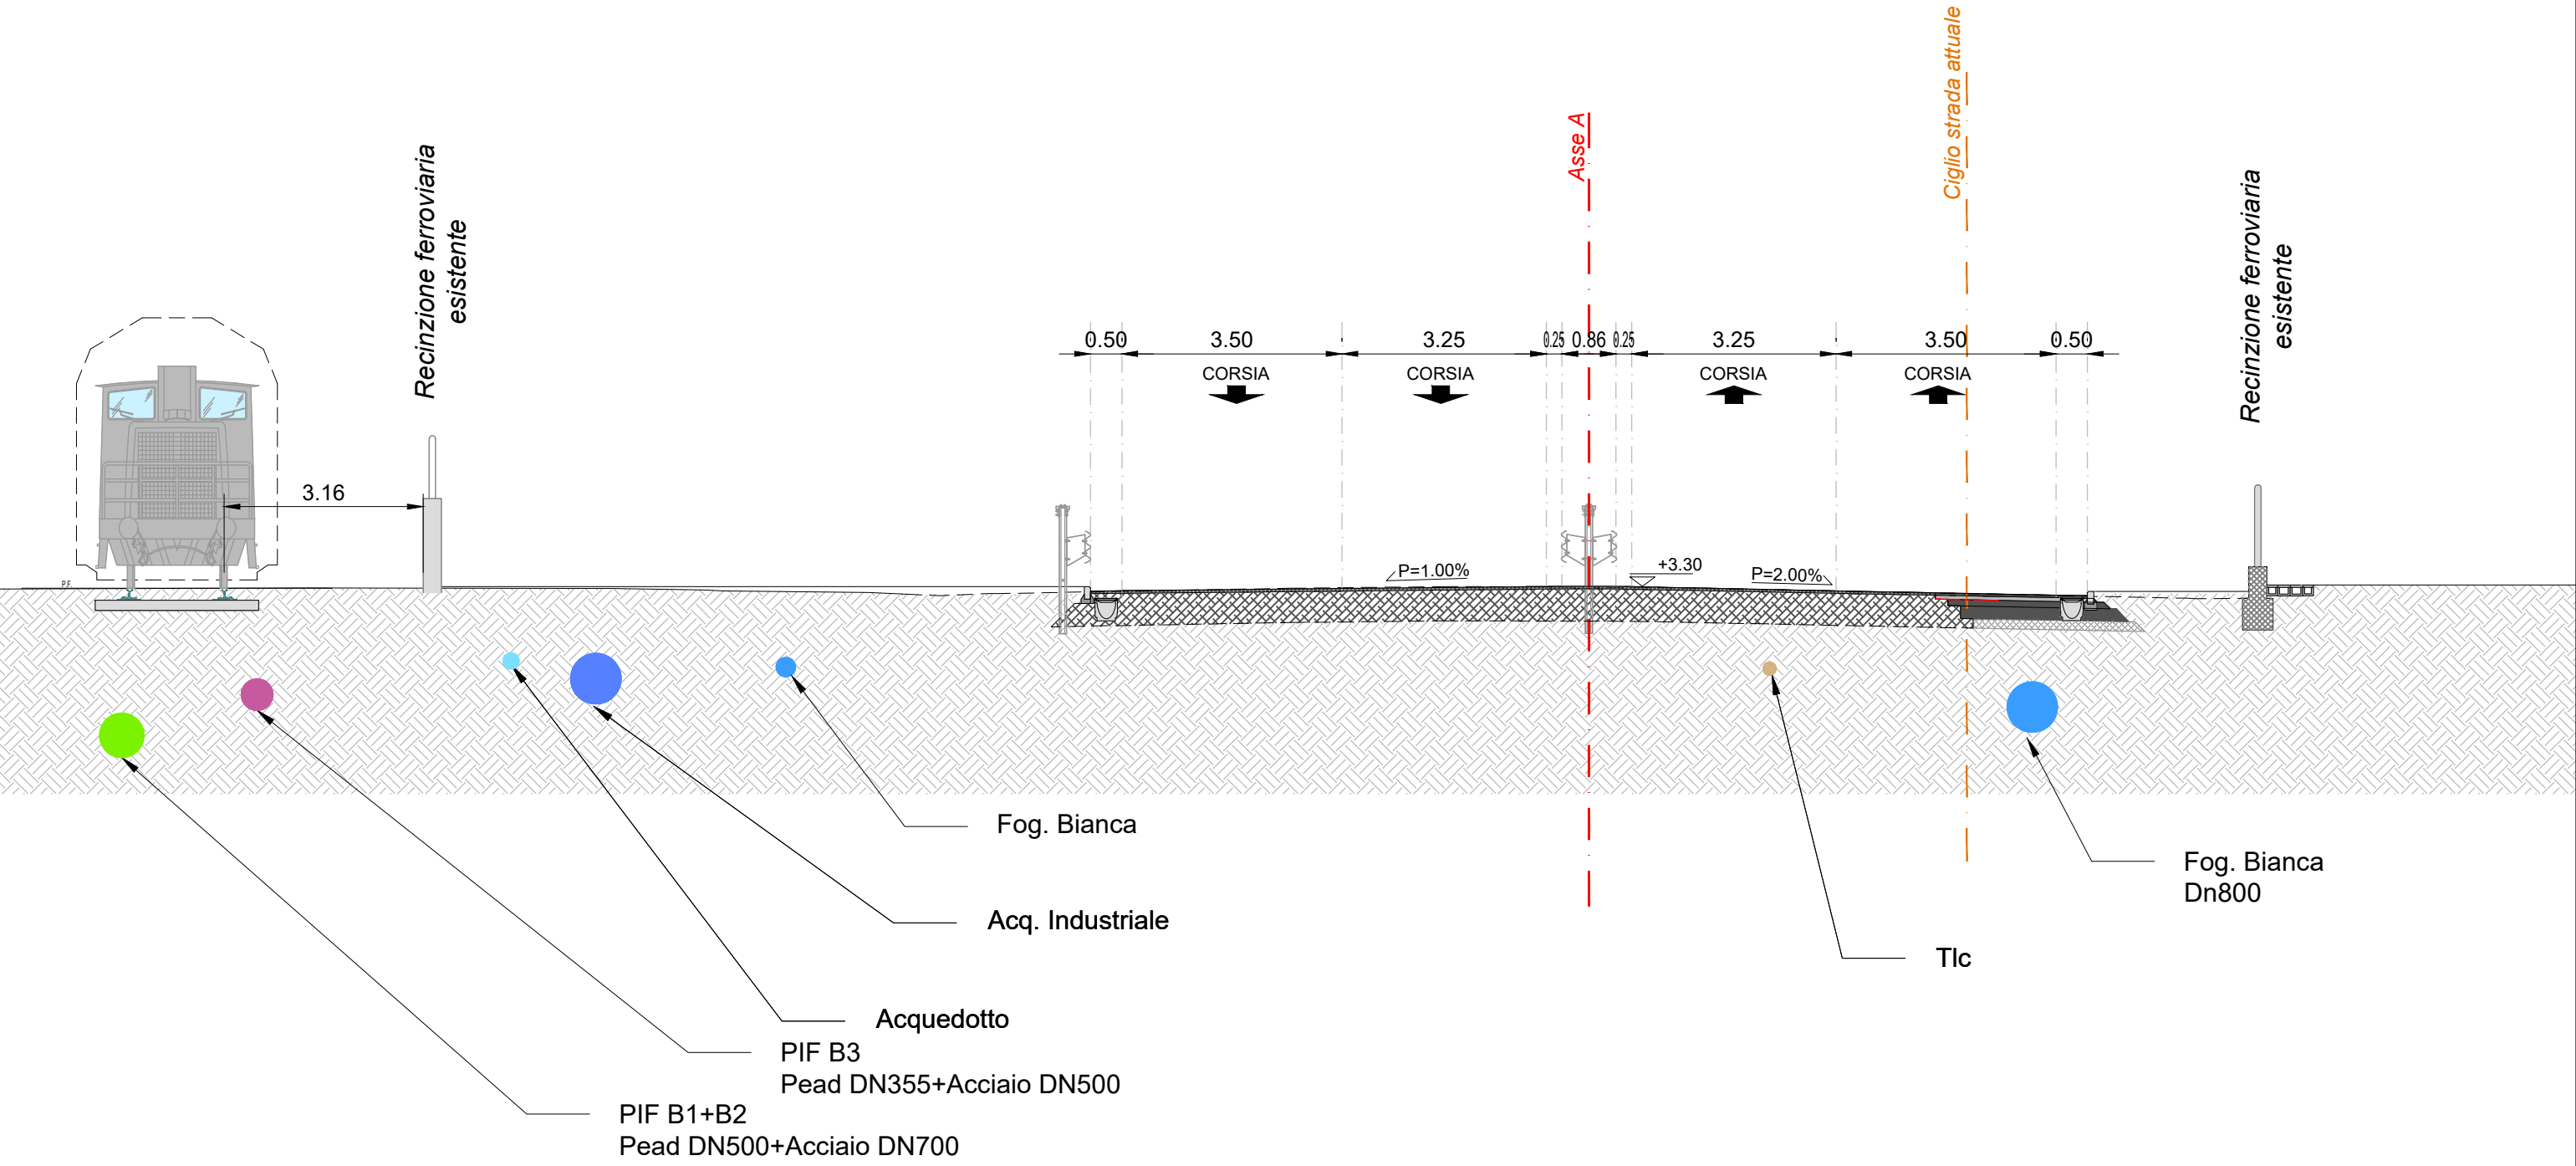 Ciglio strada attuale
Asse A
Recinzione ferroviaria
esistente
Recinzione ferroviaria
esistente
0.50
3.50
3.25
0.25
0.86
0.25
3.25
3.50
0.50
CORSIA
CORSIA
CORSIA
CORSIA
3.16
P.F.
P=1.00%
+3.30
P=2.00%
Fog. Bianca
Fog. Bianca
Dn800
Acq. Industriale
Tlc
Acquedotto
PIF B3
Pead DN355+Acciaio DN500
PIF B1+B2
Pead DN500+Acciaio DN700